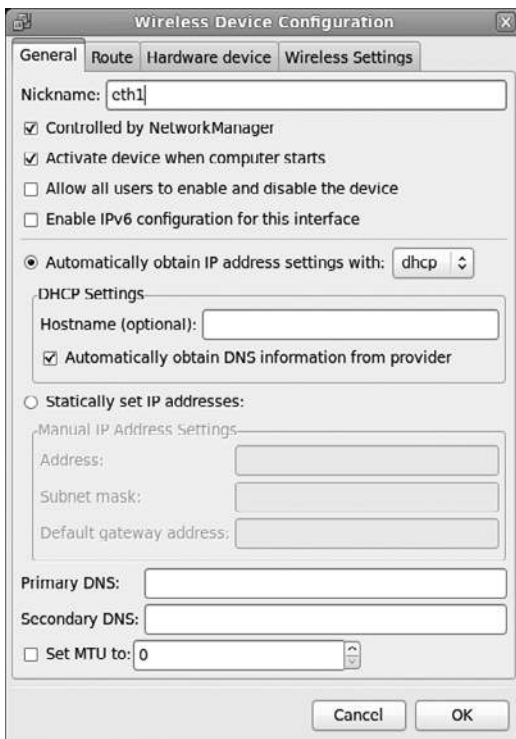 Wireless Device Configuration
General Route Hardware device Wireless Settings
Nickname: eth1
Controlled by NetworkManager
Activate device when computer starts
Allow all users to enable and disable the device
Enable IPv6 configuration for this interface
Automatically obtain IP address settings with: dhcp
DHCP Settings
Hostname (optional):
Automatically obtain DNS information from provider
Statically set IP addresses:
Manual IP Address Settings
Address:
Subnet mask:
Default gateway address:
Primary DNS:
Secondary DNS:
Set MTU to: 0
Cancel OK